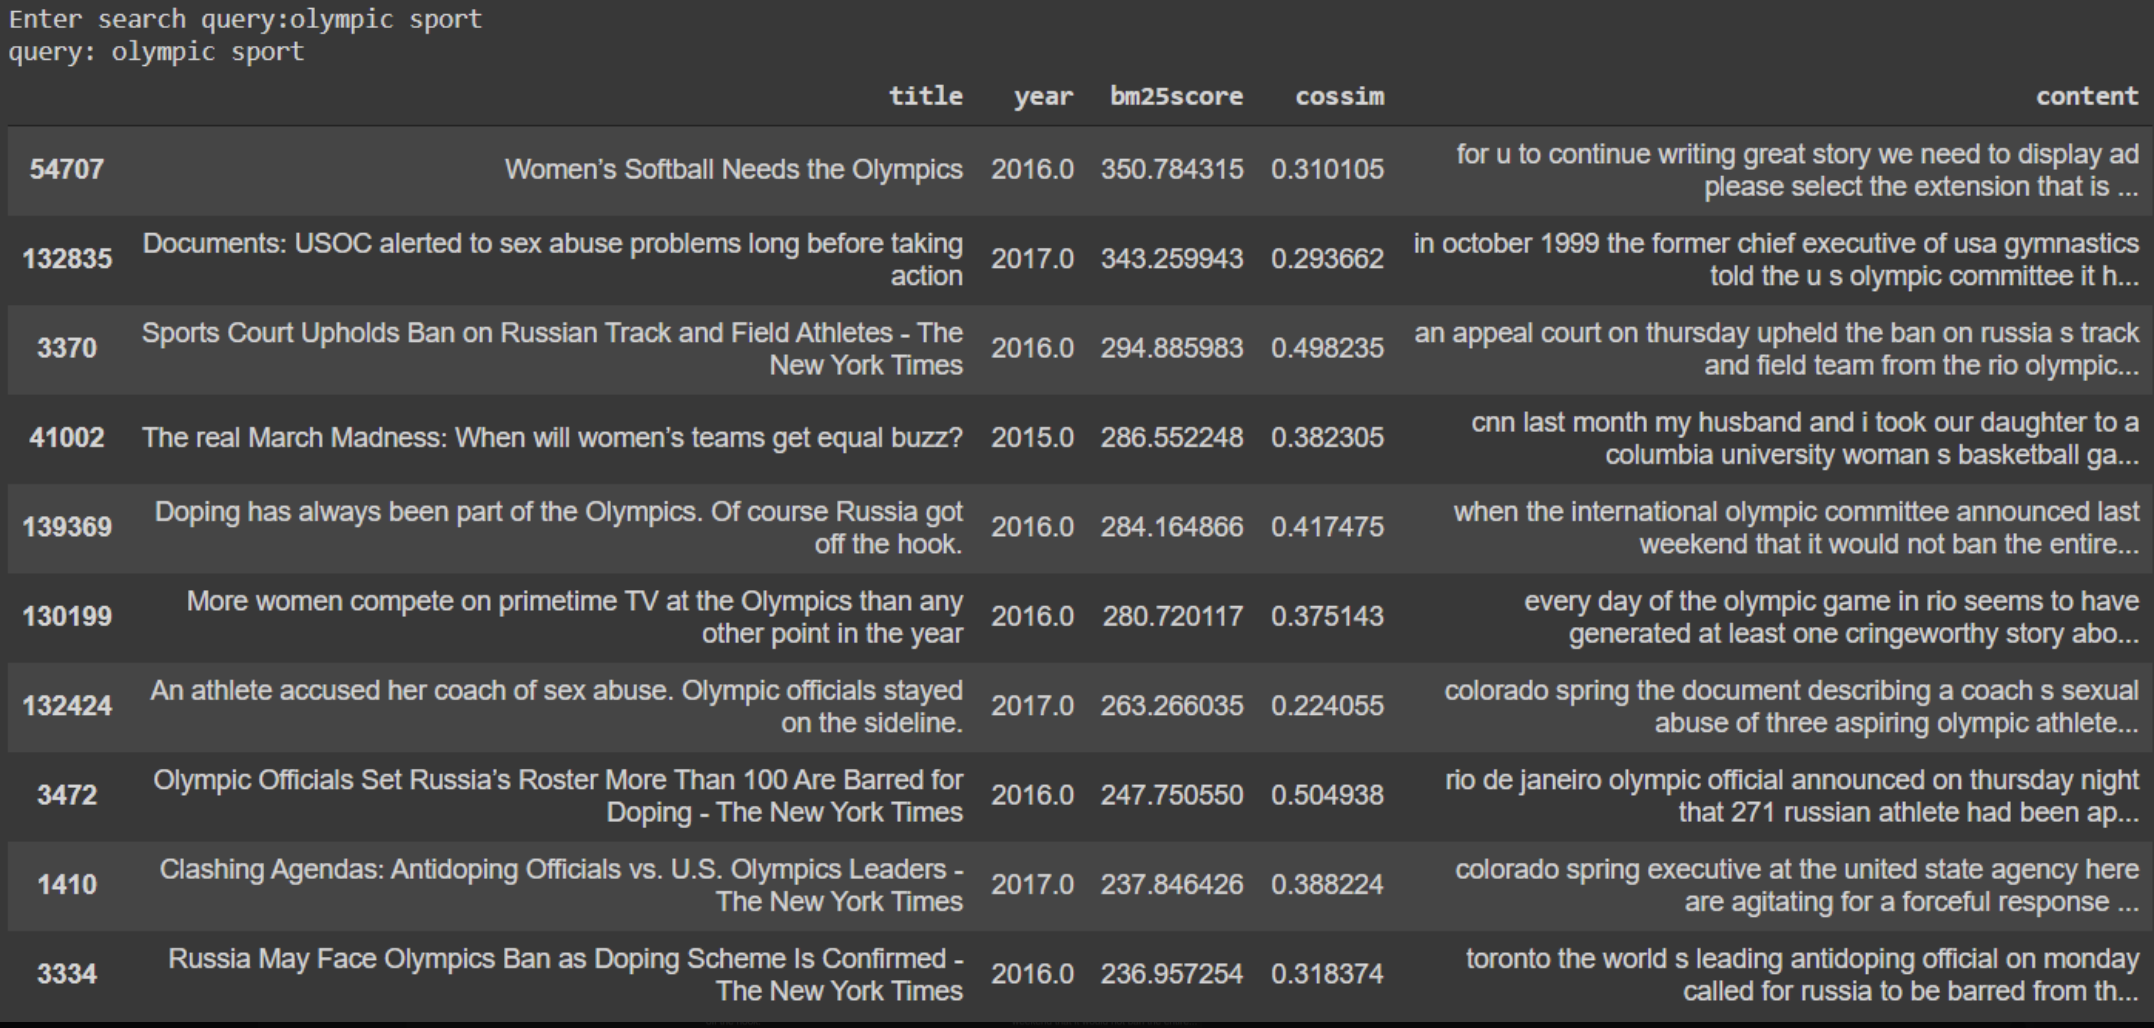 Enter search query:olympic sport
query: olympic sport
title year bm25score cossim content
54707 Women’s Softball Needs the Olympics 2016.0 350.784315 0.310105 for u to continue writing great story we need to display ad
please select the extension that is ...
132835 Documents: USOC alerted to sex abuse problems long before taking
action 2017.0 343.259943 0.293662 in october 1999 the former chief executive of usa gymnastics
told the u s olympic committee it h...
3370 Sports Court Upholds Ban on Russian Track and Field Athletes - The
New York Times 2016.0 294.885983 0.498235 an appeal court on thursday upheld the ban on russia s track
and field team from the rio olympic...
41002 The real March Madness: When will women’s teams get equal buzz? 2015.0 286.552248 0.382305 cnn last month my husband and i took our daughter to a
columbia university woman s basketball ga...
139369 Doping has always been part of the Olympics. Of course Russia got
off the hook. 2016.0 284.164866 0.417475 when the international olympic committee announced last
weekend that it would not ban the entire...
130199 More women compete on primetime TV at the Olympics than any
other point in the year 2016.0 280.720117 0.375143 every day of the olympic game in rio seems to have
generated at least one cringeworthy story abo...
132424 An athlete accused her coach of sex abuse. Olympic officials stayed
on the sideline. 2017.0 263.266035 0.224055 colorado spring the document describing a coach s sexual
abuse of three aspiring olympic athlete...
3472 Olympic Officials Set Russia’s Roster More Than 100 Are Barred for
Doping - The New York Times 2016.0 247.750550 0.504938 rio de janeiro olympic official announced on thursday night
that 271 russian athlete had been ap...
1410 Clashing Agendas: Antidoping Officials vs. U.S. Olympics Leaders -
The New York Times 2017.0 237.846426 0.388224 colorado spring executive at the united state agency here
are agitating for a forceful response ...
3334 Russia May Face Olympics Ban as Doping Scheme Is Confirmed -
The New York Times 2016.0 236.957254 0.318374 toronto the world s leading antidoping official on monday
called for russia to be barred from th...